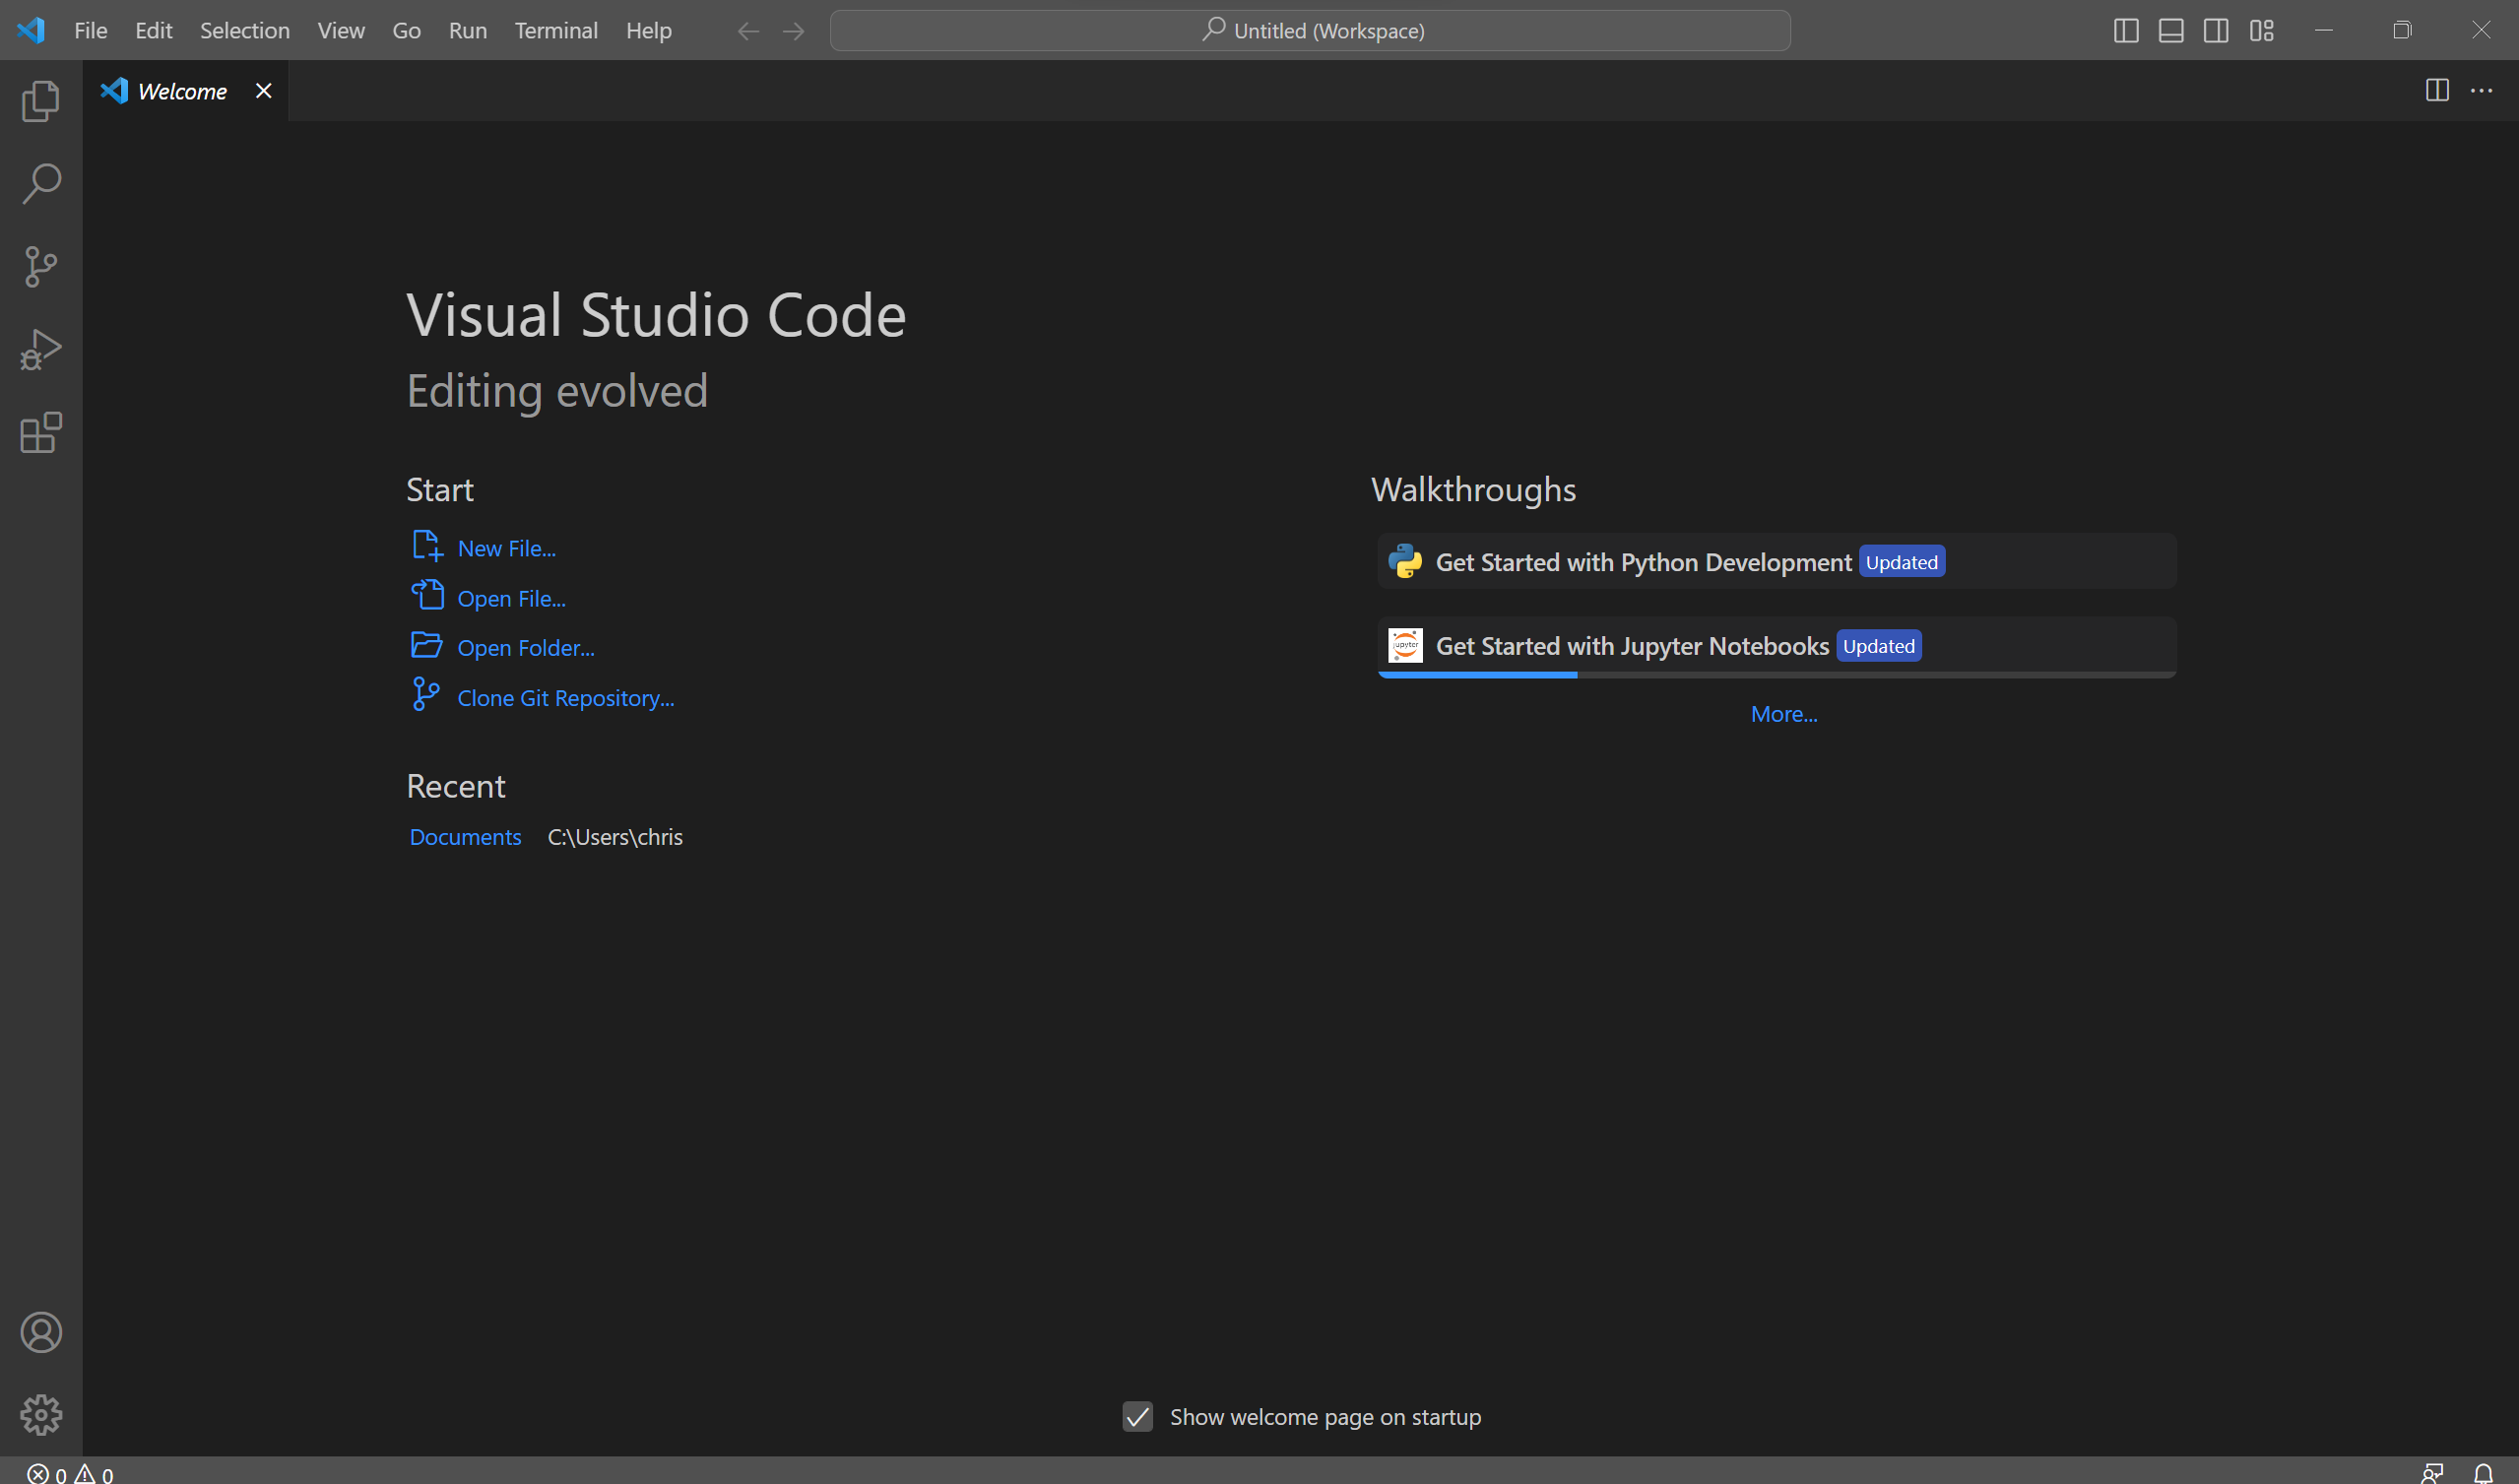 File Edit Selection View Go Run Terminal Help Untitled (Workspace)
Welcome
Visual Studio Code
Editing evolved
Start
New File...
Open File...
Open Folder...
Clone Git Repository...
Recent
Documents C:\Users\chris
Walkthroughs
Get Started with Python Development Updated
jupyter
Get Started with Jupyter Notebooks Updated
More...
Show welcome page on startup
0 0